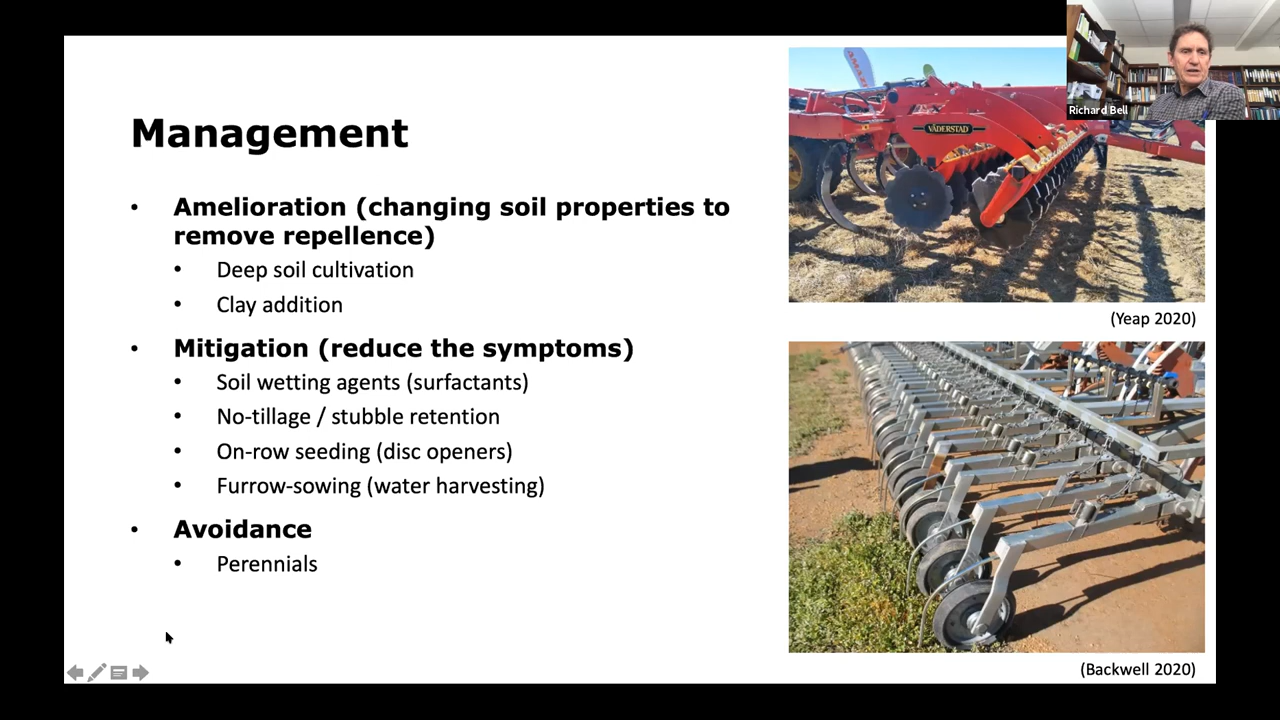 Management
• Amelioration (changing soil properties to
remove repellence)
• Deep soil cultivation
• Clay addition
• Mitigation (reduce the symptoms)
• Soil wetting agents (surfactants)
• No-tillage / stubble retention
• On-row seeding (disc openers)
• Furrow-sowing (water harvesting)
• Avoidance
• Perennials
VÄDERSTAD
(Yeap 2020)
(Backwell 2020)
Richard Bell